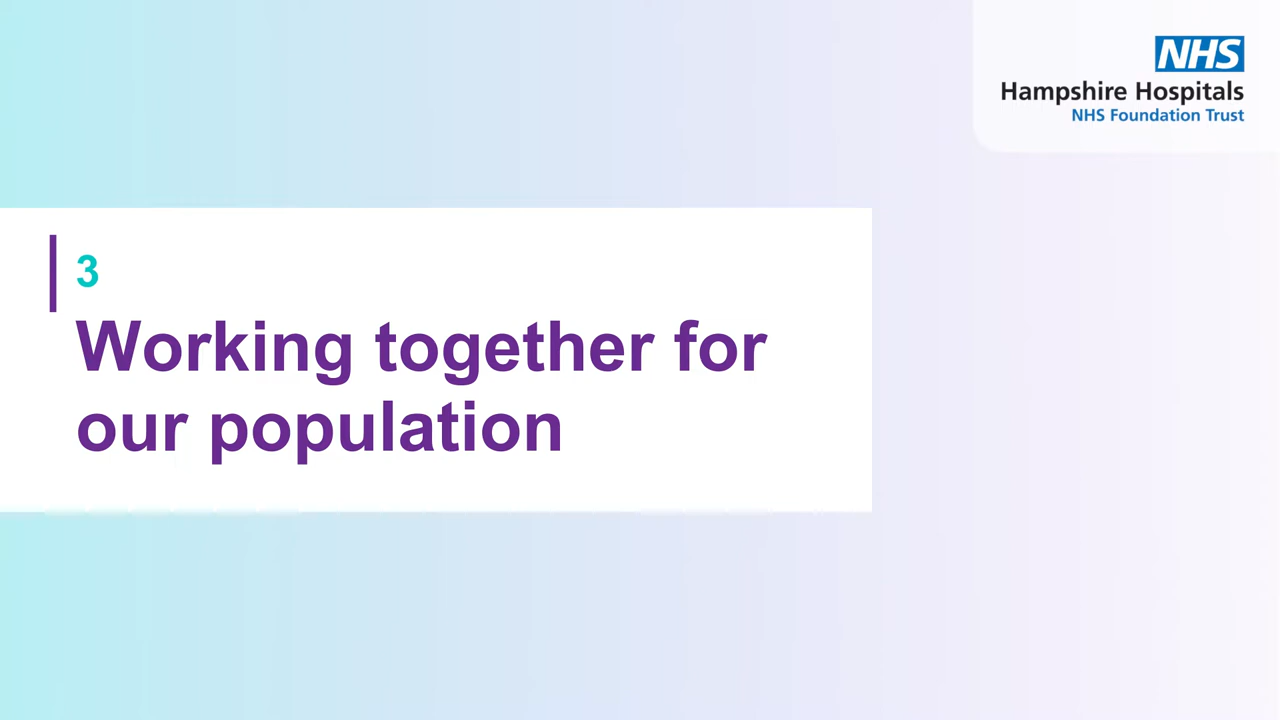 NHS
Hampshire Hospitals
NHS Foundation Trust
3
Working together for
our population